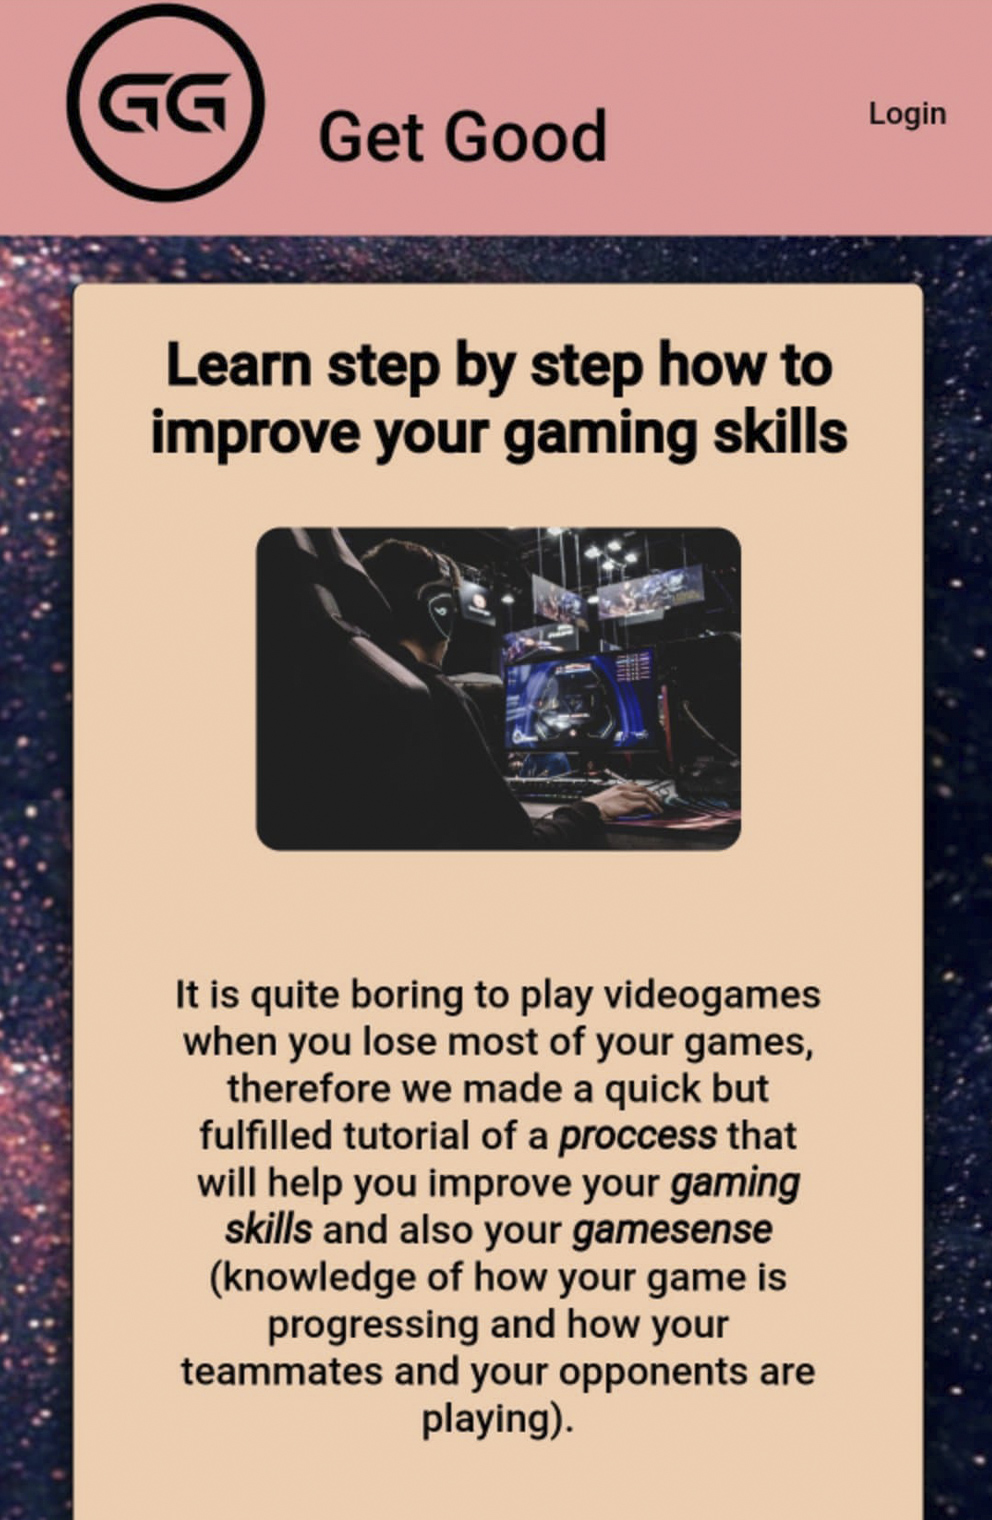 GG
Get Good
Login
Learn step by step how to
improve your gaming skills
It is quite boring to play videogames
when you lose most of your games,
therefore we made a quick but
fulfilled tutorial of a proccess that
will help you improve your gaming
skills and also your gamesense
(knowledge of how your game is
progressing and how your
teammates and your opponents are
playing).